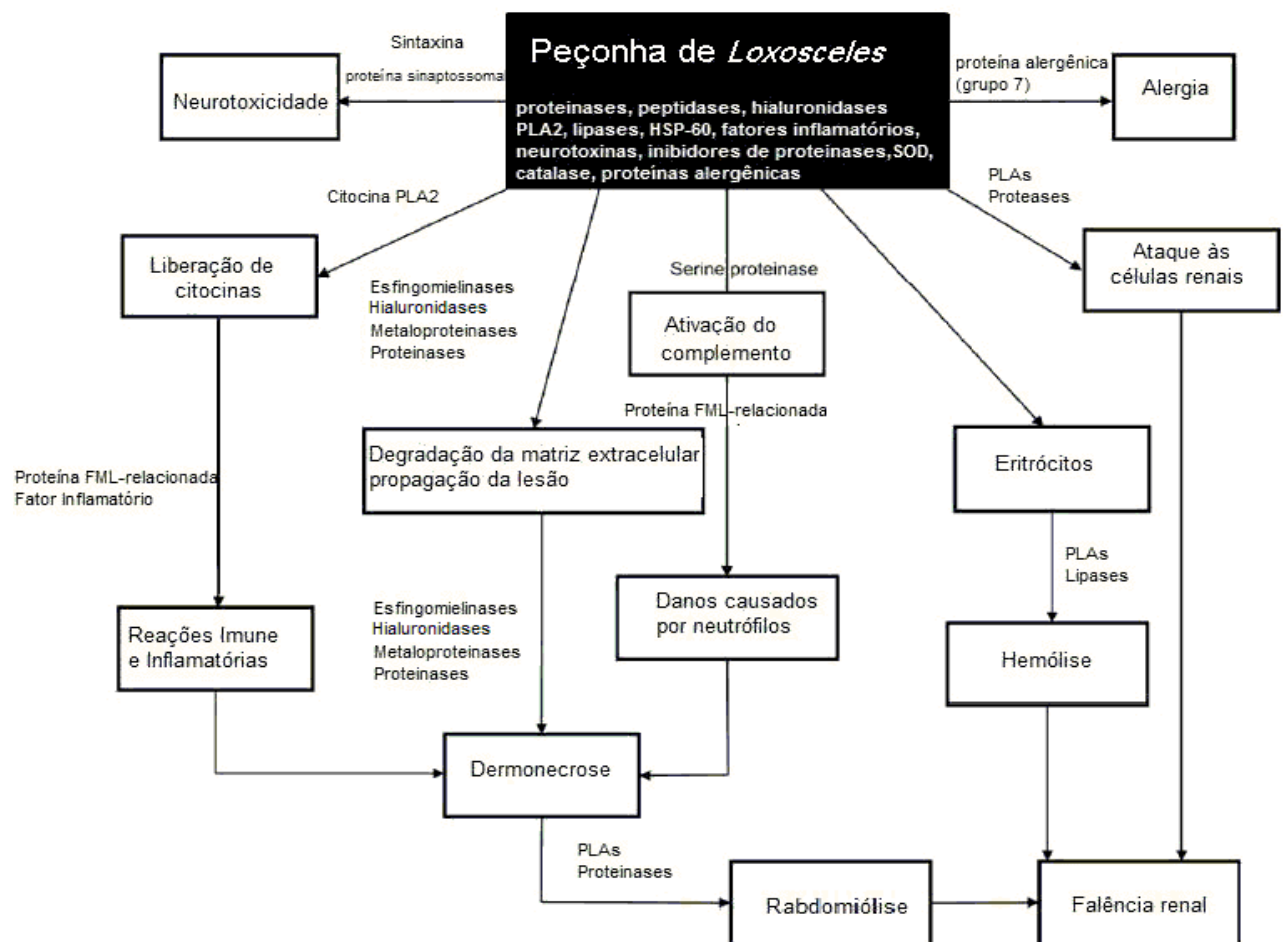 Peçonha de Loxosceles
proteinases, peptidases, hialuronidases
PLA2, lipases, HSP-60, fatores inflamatórios,
neurotoxinas, inibidores de proteinases,SOD,
catalase, proteínas alergênicas
Sintaxina
proteína sinaptossomal
Neurotoxicidade
proteína alergênica
(grupo 7)
Alergia
Citocina PLA2
Liberação de
citocinas
Esfingomielinases
Hialuronidases
Metaloproteinases
Proteinases
Serine proteinase
Ativação do
complemento
PLAs
Proteases
Ataque às
células renais
Proteína FML-relacionada
Fator Inflamatório
Degradação da matriz extracelular
propagação da lesão
Proteína FML-relacionada
Eritrócitos
PLAs
Lipases
Reações Imune
e Inflamatórias
Esfingomielinases
Hialuronidases
Metaloproteinases
Proteinases
Danos causados
por neutrófilos
Hemólise
Dermonecrose
PLAs
Proteinases
Rabdomiólise
Falência renal